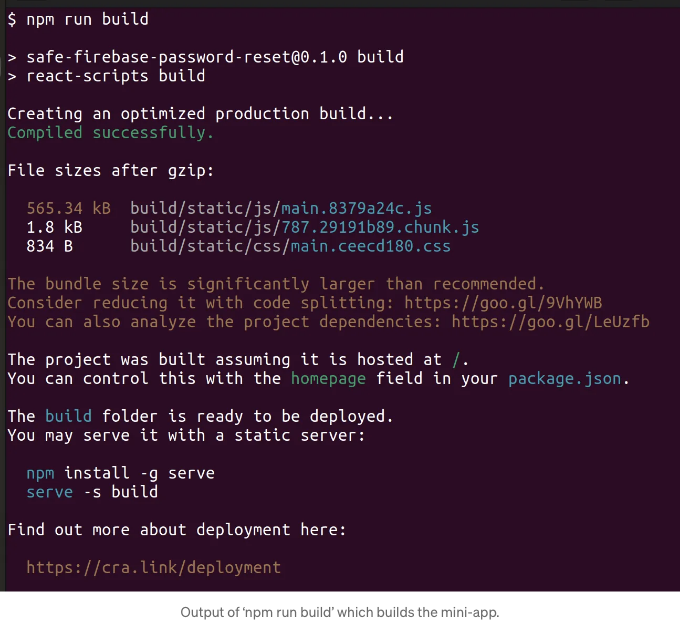 $ npm run build
> safe-firebase-password-reset@0.1.0 build
> react-scripts build
Creating an optimized production build...
Compiled successfully.
File sizes after gzip:
565.34 kB  build/static/js/main.8379a24c.js
1.8 kB     build/static/js/787.29191b89.chunk.js
834 B      build/static/css/main.ceecd180.css
The bundle size is significantly larger than recommended.
Consider reducing it with code splitting: https://goo.gl/9VhYWB
You can also analyze the project dependencies: https://goo.gl/LeUzfb
The project was built assuming it is hosted at /.
You can control this with the homepage field in your package.json.
The build folder is ready to be deployed.
You may serve it with a static server:
npm install -g serve
serve -s build
Find out more about deployment here:
https://cra.link/deployment
Output of ‘npm run build’ which builds the mini-app.